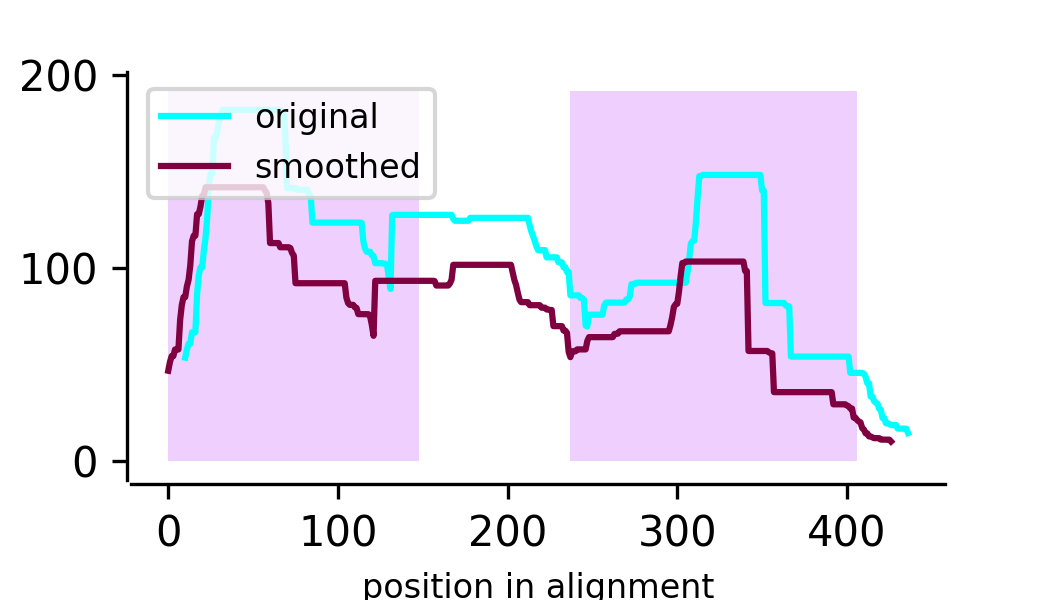 200
original
smoothed
100
0
0 100 200 300 400
position in alignment